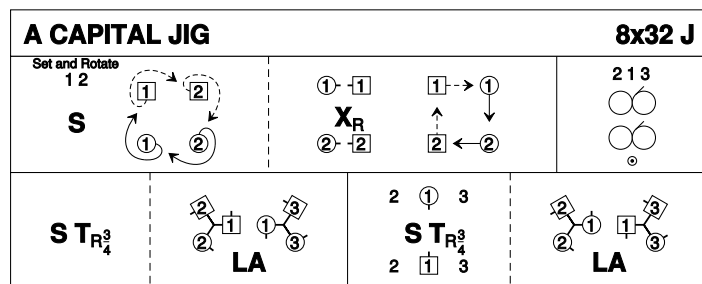 A CAPITAL JIG 8x32 J
Set and Rotate
1 2
S
1 2
1 2
1 1
X R
2 2
1 1
2 2
2 1 3
S T R 3/4
2 1 1 3
2 3
LA
2 1 3
S T R 3/4
2 1 3
2 1 1 3
2 3
LA